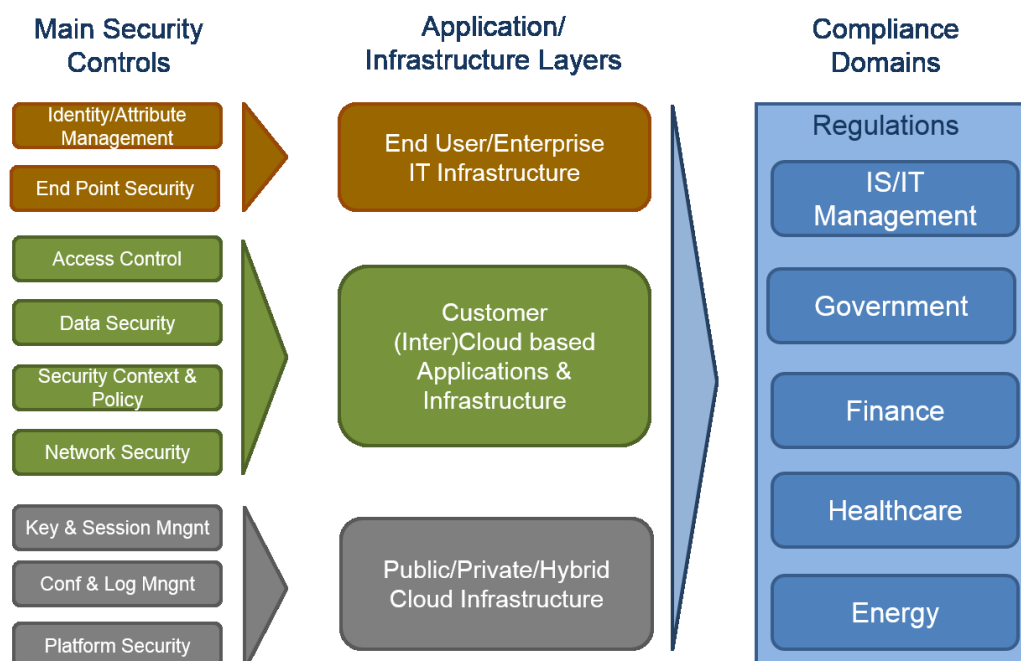 Main Security
Controls
Application/
Infrastructure Layers
Compliance
Domains
Identity/Attribute
Management
End Point Security
Access Control
Data Security
Security Context &
Policy
Network Security
Key & Session Mngnt
Conf & Log Mngnt
Platform Security
End User/Enterprise
IT Infrastructure
Customer
(Inter)Cloud based
Applications &
Infrastructure
Public/Private/Hybrid
Cloud Infrastructure
Regulations
IS/IT
Management
Government
Finance
Healthcare
Energy